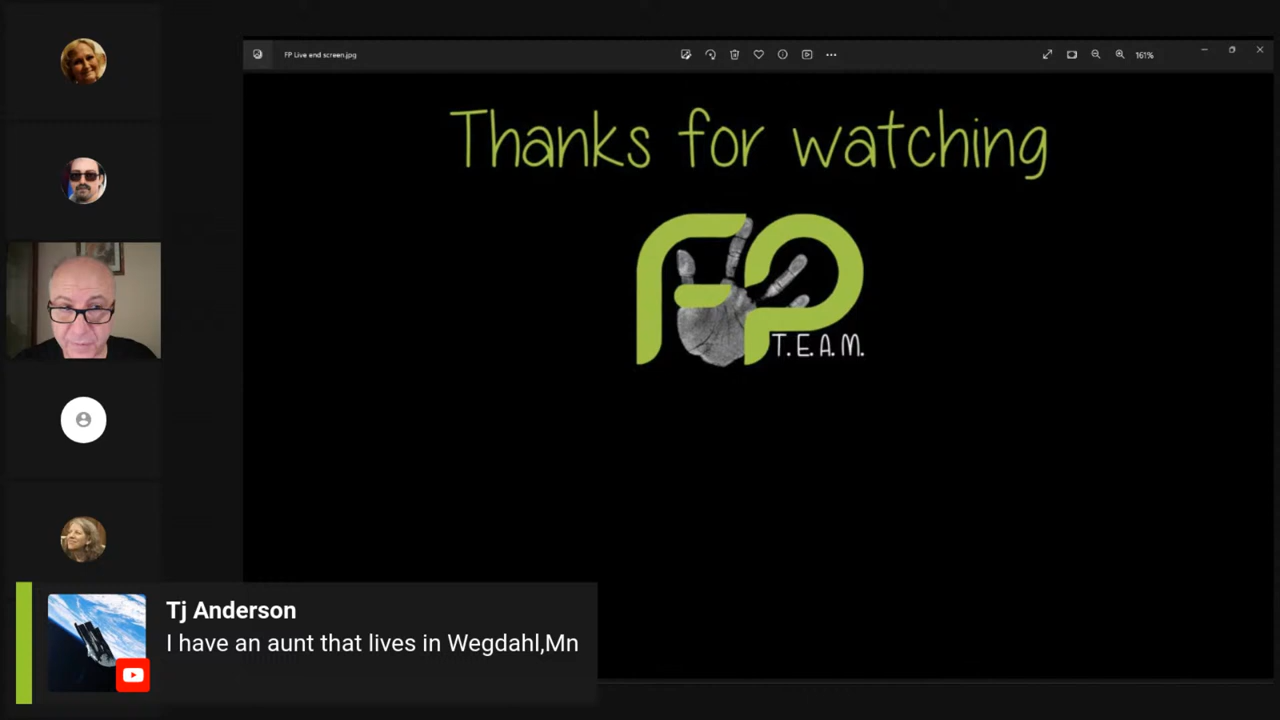 FP Live end screen.jpg
161%
Thanks for watching
FP
T.E.A.M.
Tj Anderson
I have an aunt that lives in Wegdahl,Mn